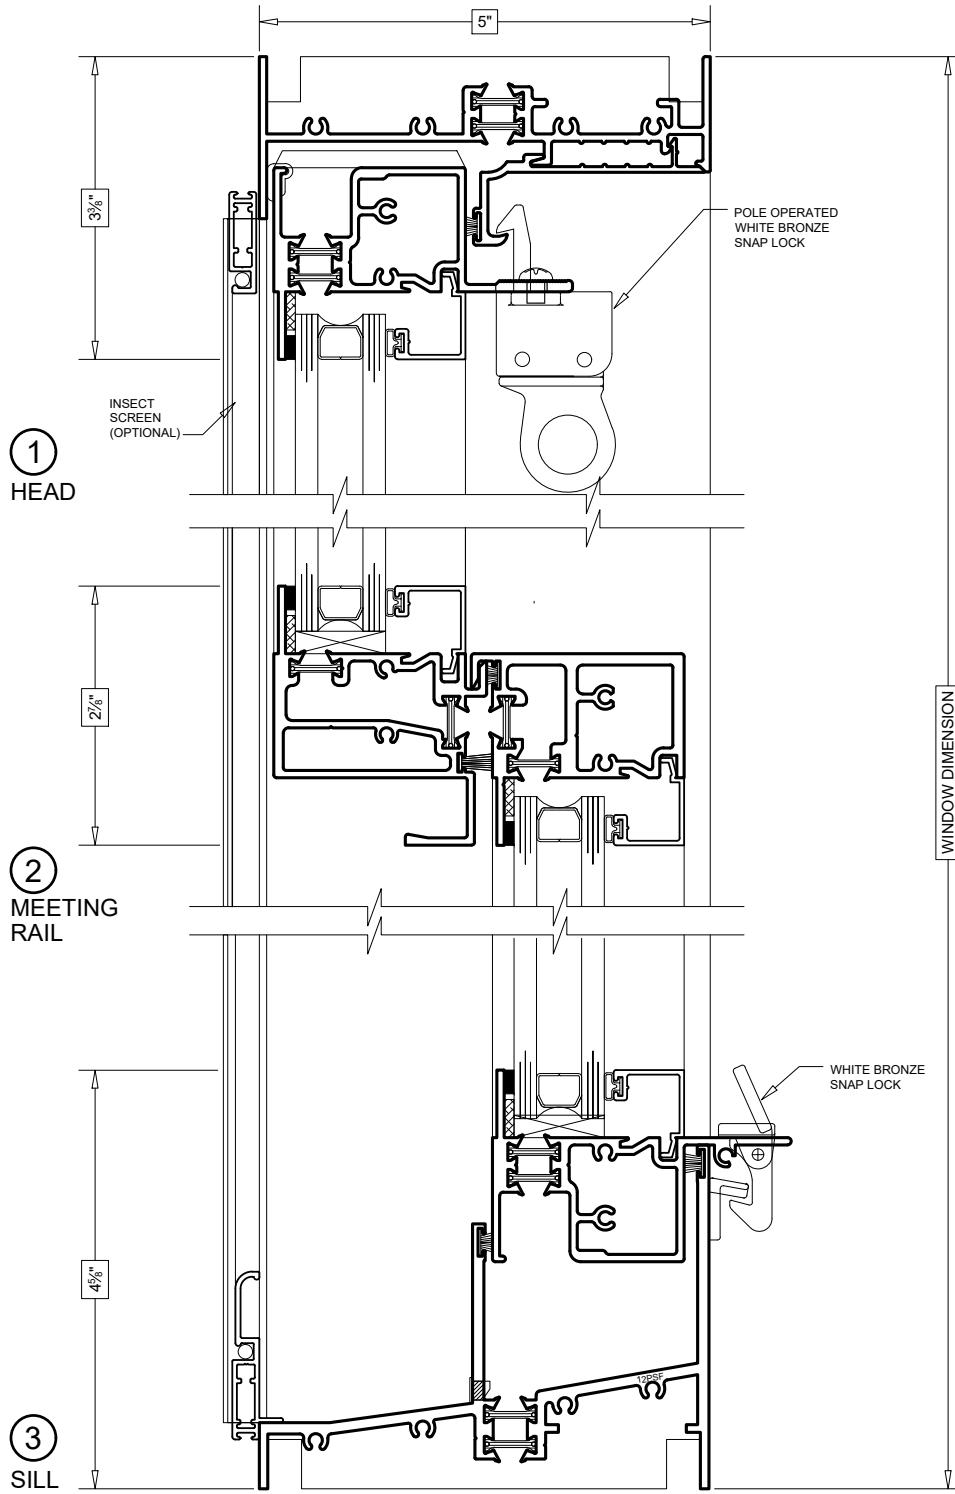 5"
3⅜"
POLE OPERATED
WHITE BRONZE
SNAP LOCK
INSECT
SCREEN
(OPTIONAL)
1
HEAD
2⅞"
WINDOW DIMENSION
2
MEETING
RAIL
WHITE BRONZE
SNAP LOCK
4⅝"
12PSF
3
SILL